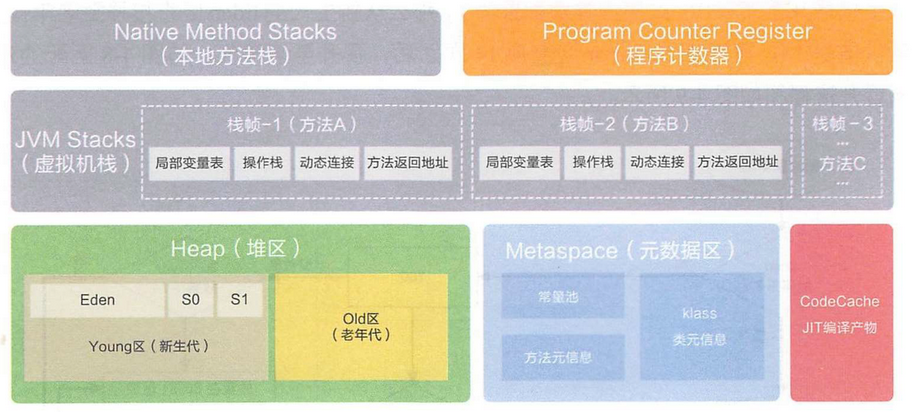 Native Method Stacks
（本地方法栈）
Program Counter Register
（程序计数器）
JVM Stacks
（虚拟机栈）
栈帧-1（方法A）
局部变量表
操作栈
动态连接
方法返回地址
栈帧-2（方法B）
局部变量表
操作栈
动态连接
方法返回地址
栈帧-3
...
方法C
...
Heap（堆区）
Eden
S0
S1
Young区（新生代）
Old区
（老年代）
Metaspace（元数据区）
常量池
方法元信息
klass
类元信息
CodeCache
JIT编译产物